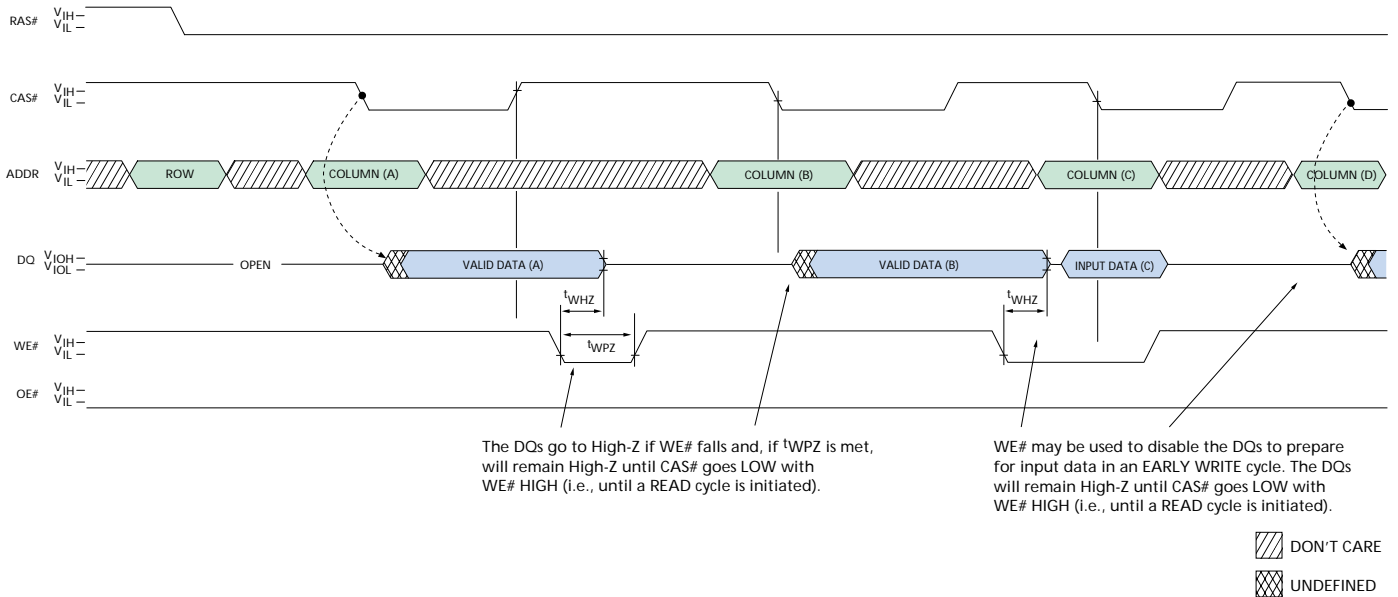 RAS# VIH VIL
CAS# VIH VIL
ADDR VIH VIL ROW COLUMN (A) COLUMN (B) COLUMN (C) COLUMN (D)
DQ VIOH VIOL OPEN VALID DATA (A) VALID DATA (B) INPUT DATA (C)
tWHZ tWHZ
tWPZ
WE# VIH VIL
OE# VIH VIL
The DQs go to High-Z if WE# falls and, if tWPZ is met,
will remain High-Z until CAS# goes LOW with
WE# HIGH (i.e., until a READ cycle is initiated).
WE# may be used to disable the DQs to prepare
for input data in an EARLY WRITE cycle. The DQs
will remain High-Z until CAS# goes LOW with
WE# HIGH (i.e., until a READ cycle is initiated).
DON'T CARE
UNDEFINED